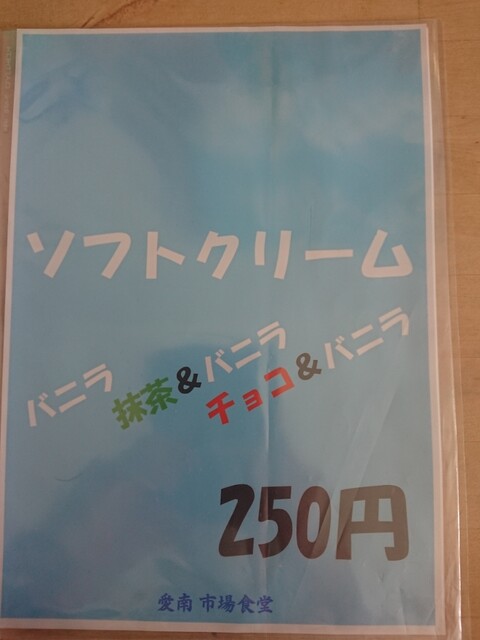 ソフトクリーム
バニラ
抹茶&バニラ
チョコ&バニラ
250円
愛南 市場食堂